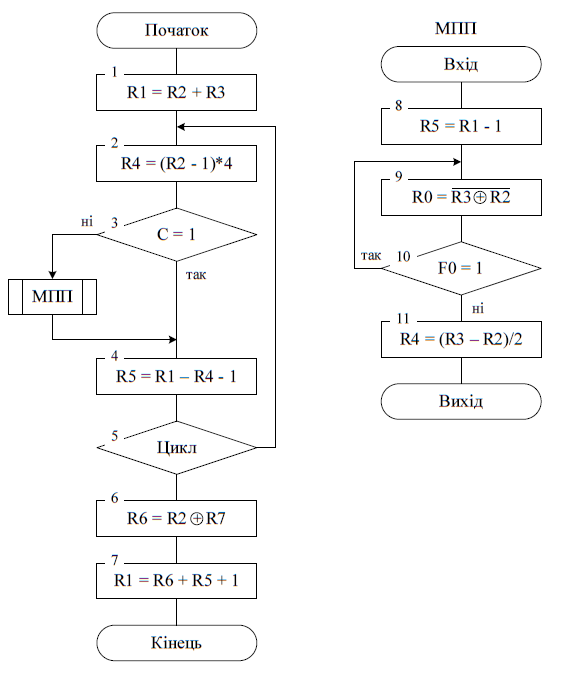 Початок
1
R1 = R2 + R3
2
R4 = (R2 - 1)*4
ні
3
C = 1
так
МПП
4
R5 = R1 – R4 - 1
5
Цикл
6
R6 = R2 ⊕ R7
7
R1 = R6 + R5 + 1
Кінець
МПП
Вхід
8
R5 = R1 - 1
9
R0 = R̅3̅ ̅⊕̅ ̅R̅2̅
так
10
F0 = 1
ні
11
R4 = (R3 – R2)/2
Вихід